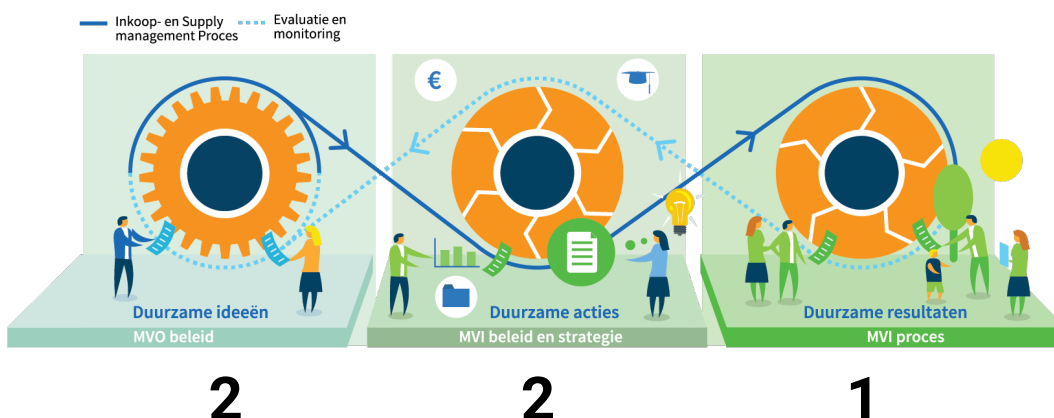 Inkoop- en Supply
management Proces
Evaluatie en
monitoring
€
Duurzame ideeën
MVO beleid
Duurzame acties
MVI beleid en strategie
Duurzame resultaten
MVI proces
2
2
1